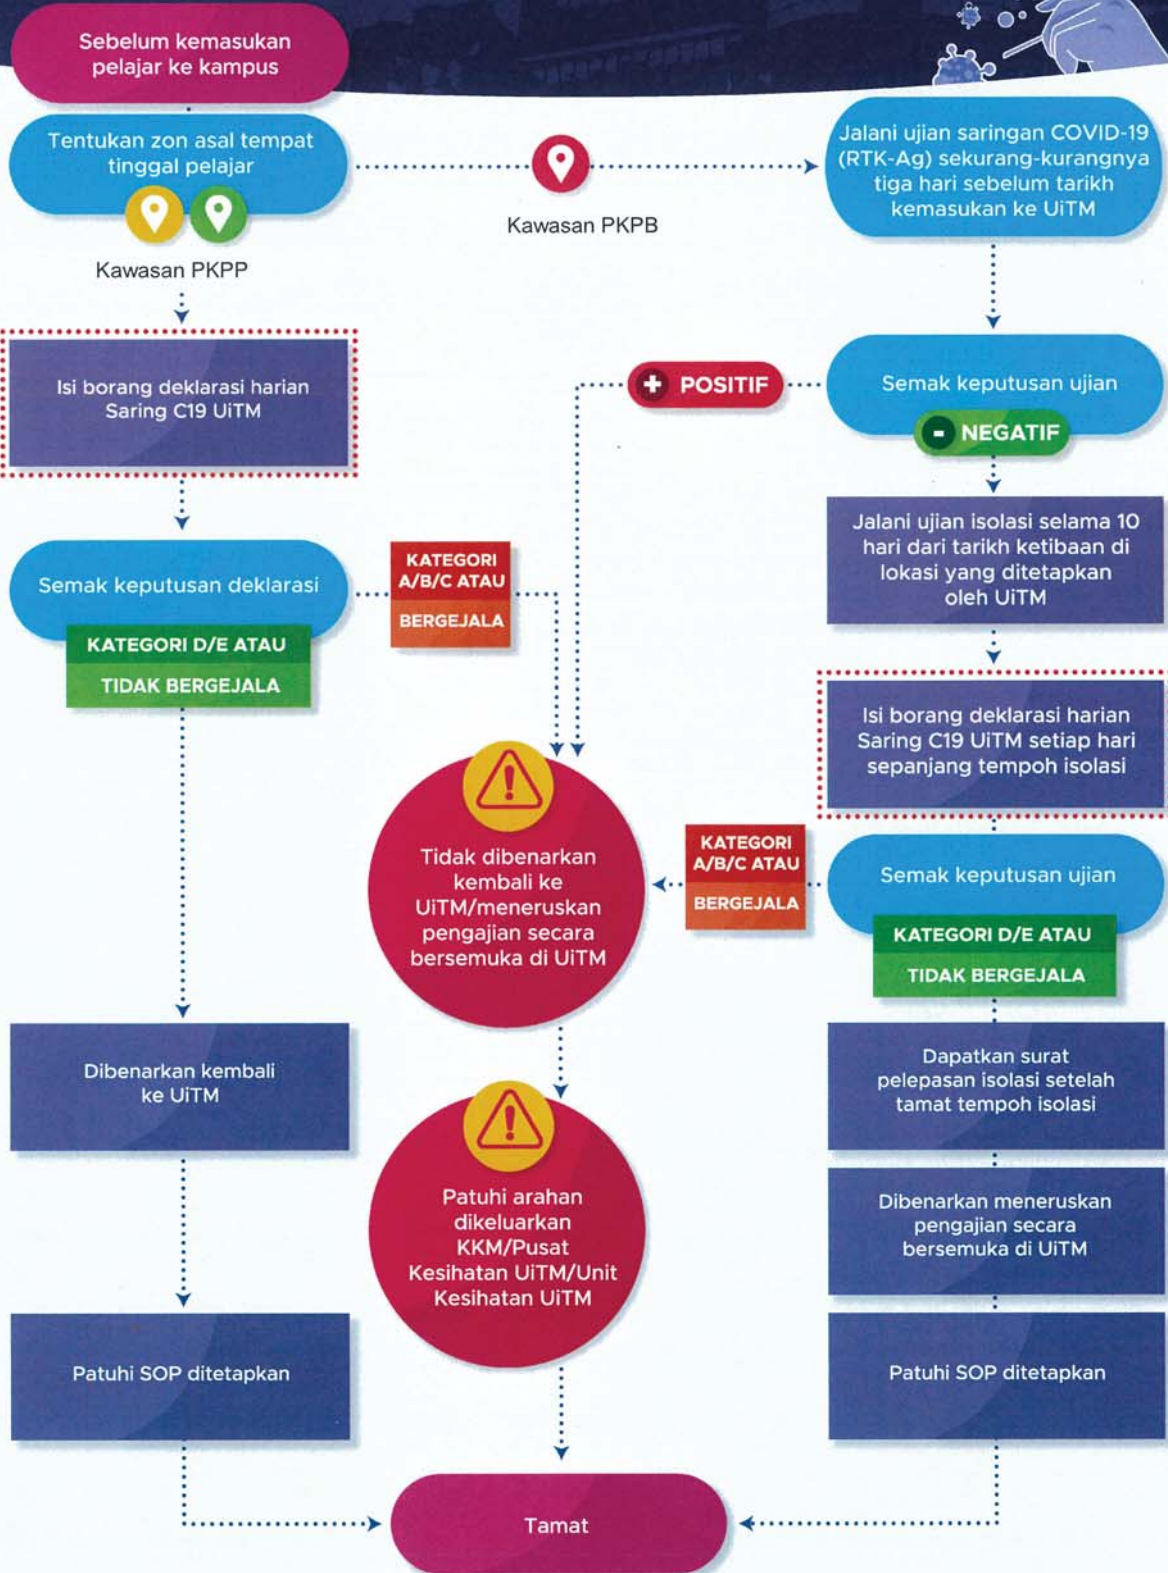 Sebelum kemasukan
pelajar ke kampus
Tentukan zon asal tempat
tinggal pelajar
Kawasan PKPP
Kawasan PKPB
Jalani ujian saringan COVID-19
(RTK-Ag) sekurang-kurangnya
tiga hari sebelum tarikh
kemasukan ke UiTM
Isi borang deklarasi harian
Saring C19 UiTM
+ POSITIF
Semak keputusan ujian
- NEGATIF
Jalani ujian isolasi selama 10
hari dari tarikh ketibaan di
lokasi yang ditetapkan
oleh UiTM
Semak keputusan deklarasi
KATEGORI D/E ATAU
TIDAK BERGEJALA
KATEGORI
A/B/C ATAU
BERGEJALA
Isi borang deklarasi harian
Saring C19 UiTM setiap hari
sepanjang tempoh isolasi
Tidak dibenarkan
kembali ke
UiTM/meneruskan
pengajian secara
bersemuka di UiTM
KATEGORI
A/B/C ATAU
BERGEJALA
Semak keputusan ujian
KATEGORI D/E ATAU
TIDAK BERGEJALA
Dibenarkan kembali
ke UiTM
Dapatkan surat
pelepasan isolasi setelah
tamat tempoh isolasi
Patuhi arahan
dikeluarkan
KKM/Pusat
Kesihatan UiTM/Unit
Kesihatan UiTM
Dibenarkan meneruskan
pengajian secara
bersemuka di UiTM
Patuhi SOP ditetapkan
Patuhi SOP ditetapkan
Tamat